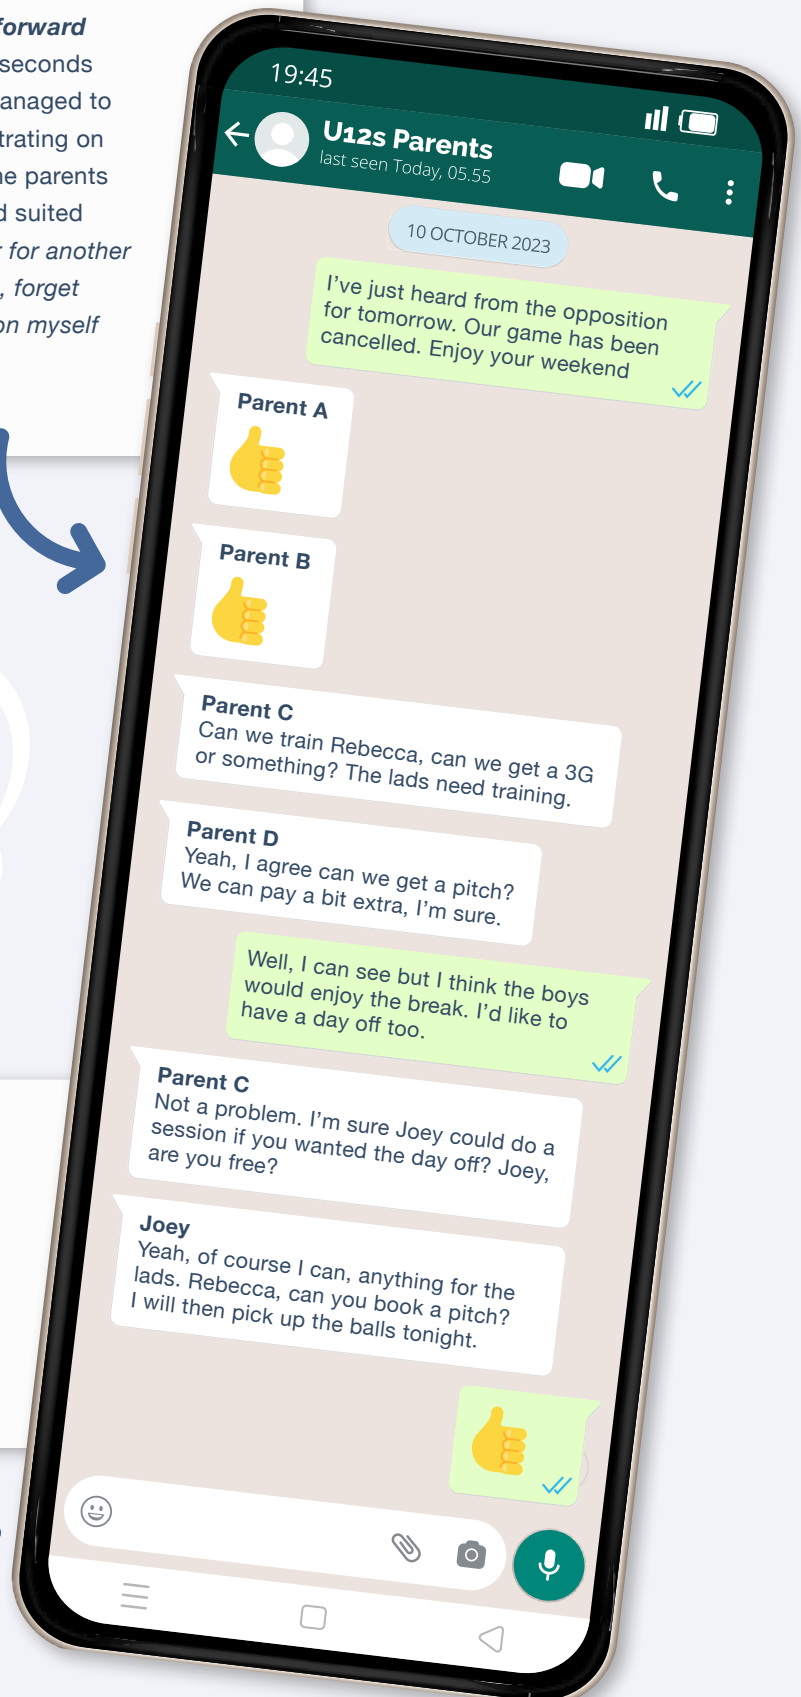 forward
seconds
anaged to
trating on
ne parents
d suited
r for another
, forget
on myself
19:45
U12s Parents
last seen Today, 05.55
10 OCTOBER 2023
I've just heard from the opposition
for tomorrow. Our game has been
cancelled. Enjoy your weekend
Parent A
Parent B
Parent C
Can we train Rebecca, can we get a 3G
or something? The lads need training.
Parent D
Yeah, I agree can we get a pitch?
We can pay a bit extra, I'm sure.
Well, I can see but I think the boys
would enjoy the break. I'd like to
have a day off too.
Parent C
Not a problem. I'm sure Joey could do a
session if you wanted the day off? Joey,
are you free?
Joey
Yeah, of course I can, anything for the
lads. Rebecca, can you book a pitch?
I will then pick up the balls tonight.